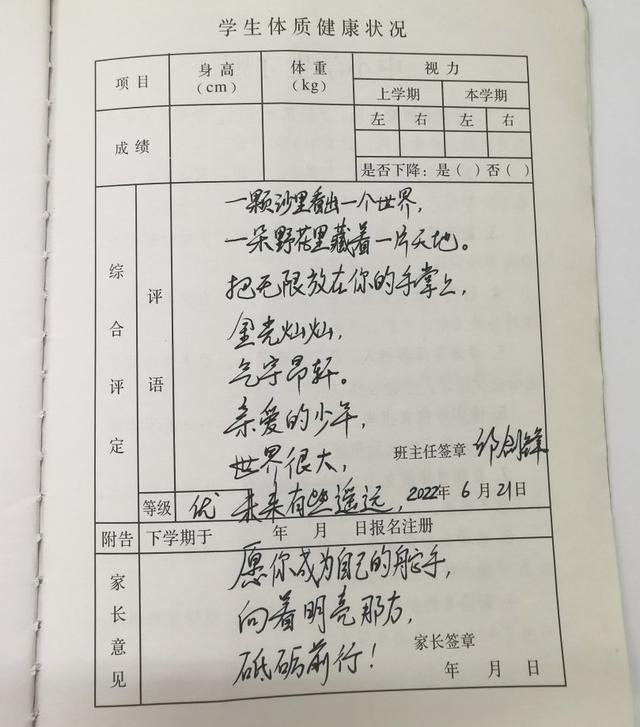 学生体质健康状况
项目 身高（cm） 体重（kg） 视力
上学期 本学期
左 右 左 右
成绩
是否下降：是（ ）否（ ）
综合评定 评语
一颗沙里看出一个世界，
一朵野花里藏着一片天地。
把无限放在你的手掌上，
金光灿灿，
气宇昂轩。
亲爱的少年，
世界很大，
班主任签章 邹剑锋
等级 优 未来有些遥远，2022年 6 月 21日
附告 下学期于 年 月 日报名注册
家长意见
愿你成为自己的舵手，
向着明亮那方，
砥砺前行！
家长签章
年 月 日